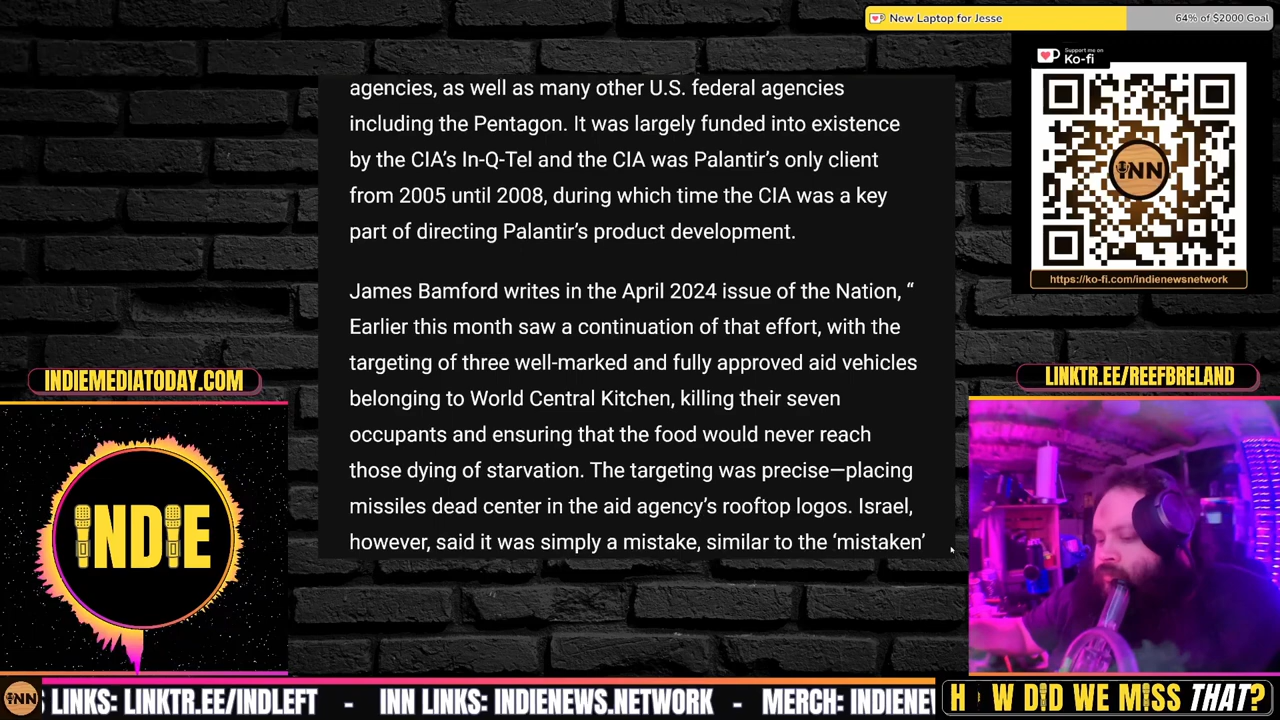 New Laptop for Jesse
64% of $2000 Goal
Support me on
Ko-fi
iNN
https://ko-fi.com/indienewsnetwork
agencies, as well as many other U.S. federal agencies
including the Pentagon. It was largely funded into existence
by the CIA’s In-Q-Tel and the CIA was Palantir’s only client
from 2005 until 2008, during which time the CIA was a key
part of directing Palantir’s product development.
James Bamford writes in the April 2024 issue of the Nation, “
Earlier this month saw a continuation of that effort, with the
targeting of three well-marked and fully approved aid vehicles
belonging to World Central Kitchen, killing their seven
occupants and ensuring that the food would never reach
those dying of starvation. The targeting was precise—placing
missiles dead center in the aid agency’s rooftop logos. Israel,
however, said it was simply a mistake, similar to the ‘mistaken’
INDIEMEDIATODAY.COM
LINKTR.EE/REEFBRELAND
INDIE
iNN
S LINKS: LINKTR.EE/INDLEFT - INN LINKS: INDIENEWS.NETWORK - MERCH: INDIENE
H W DID WE MISS THAT?